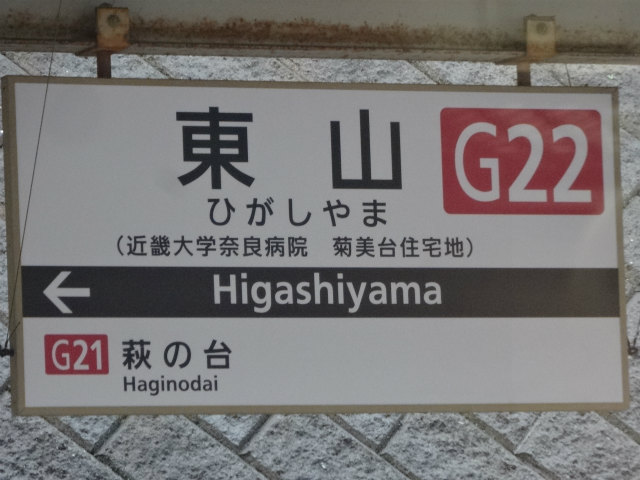 東山 G22
ひがしやま
（近畿大学奈良病院　菊美台住宅地）
← Higashiyama
G21 萩の台
Haginodai